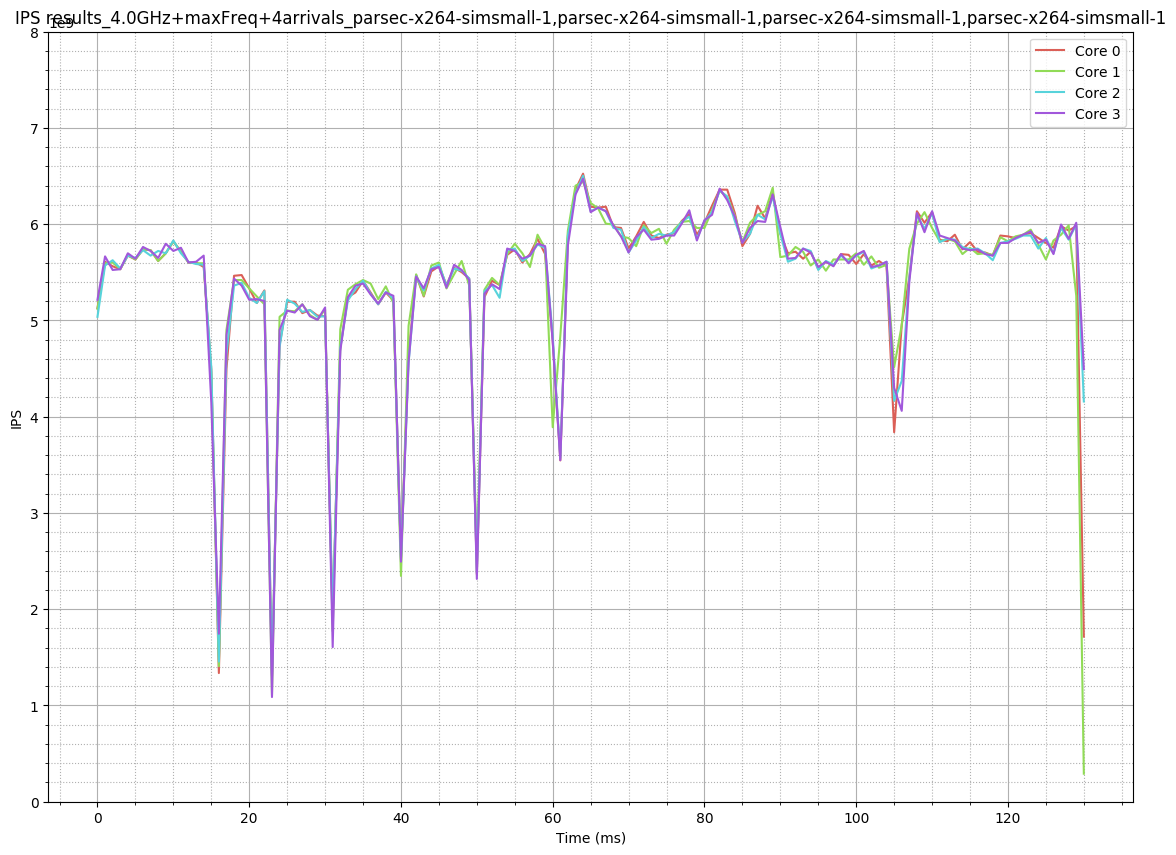 IPS results_4.0GHz+maxFreq+4arrivals_parsec-x264-simsmall-1,parsec-x264-simsmall-1,parsec-x264-simsmall-1,parsec-x264-simsmall-1
1e9
8
7
6
5
4
3
2
1
0
IPS
Core 0
Core 1
Core 2
Core 3
0 20 40 60 80 100 120
Time (ms)